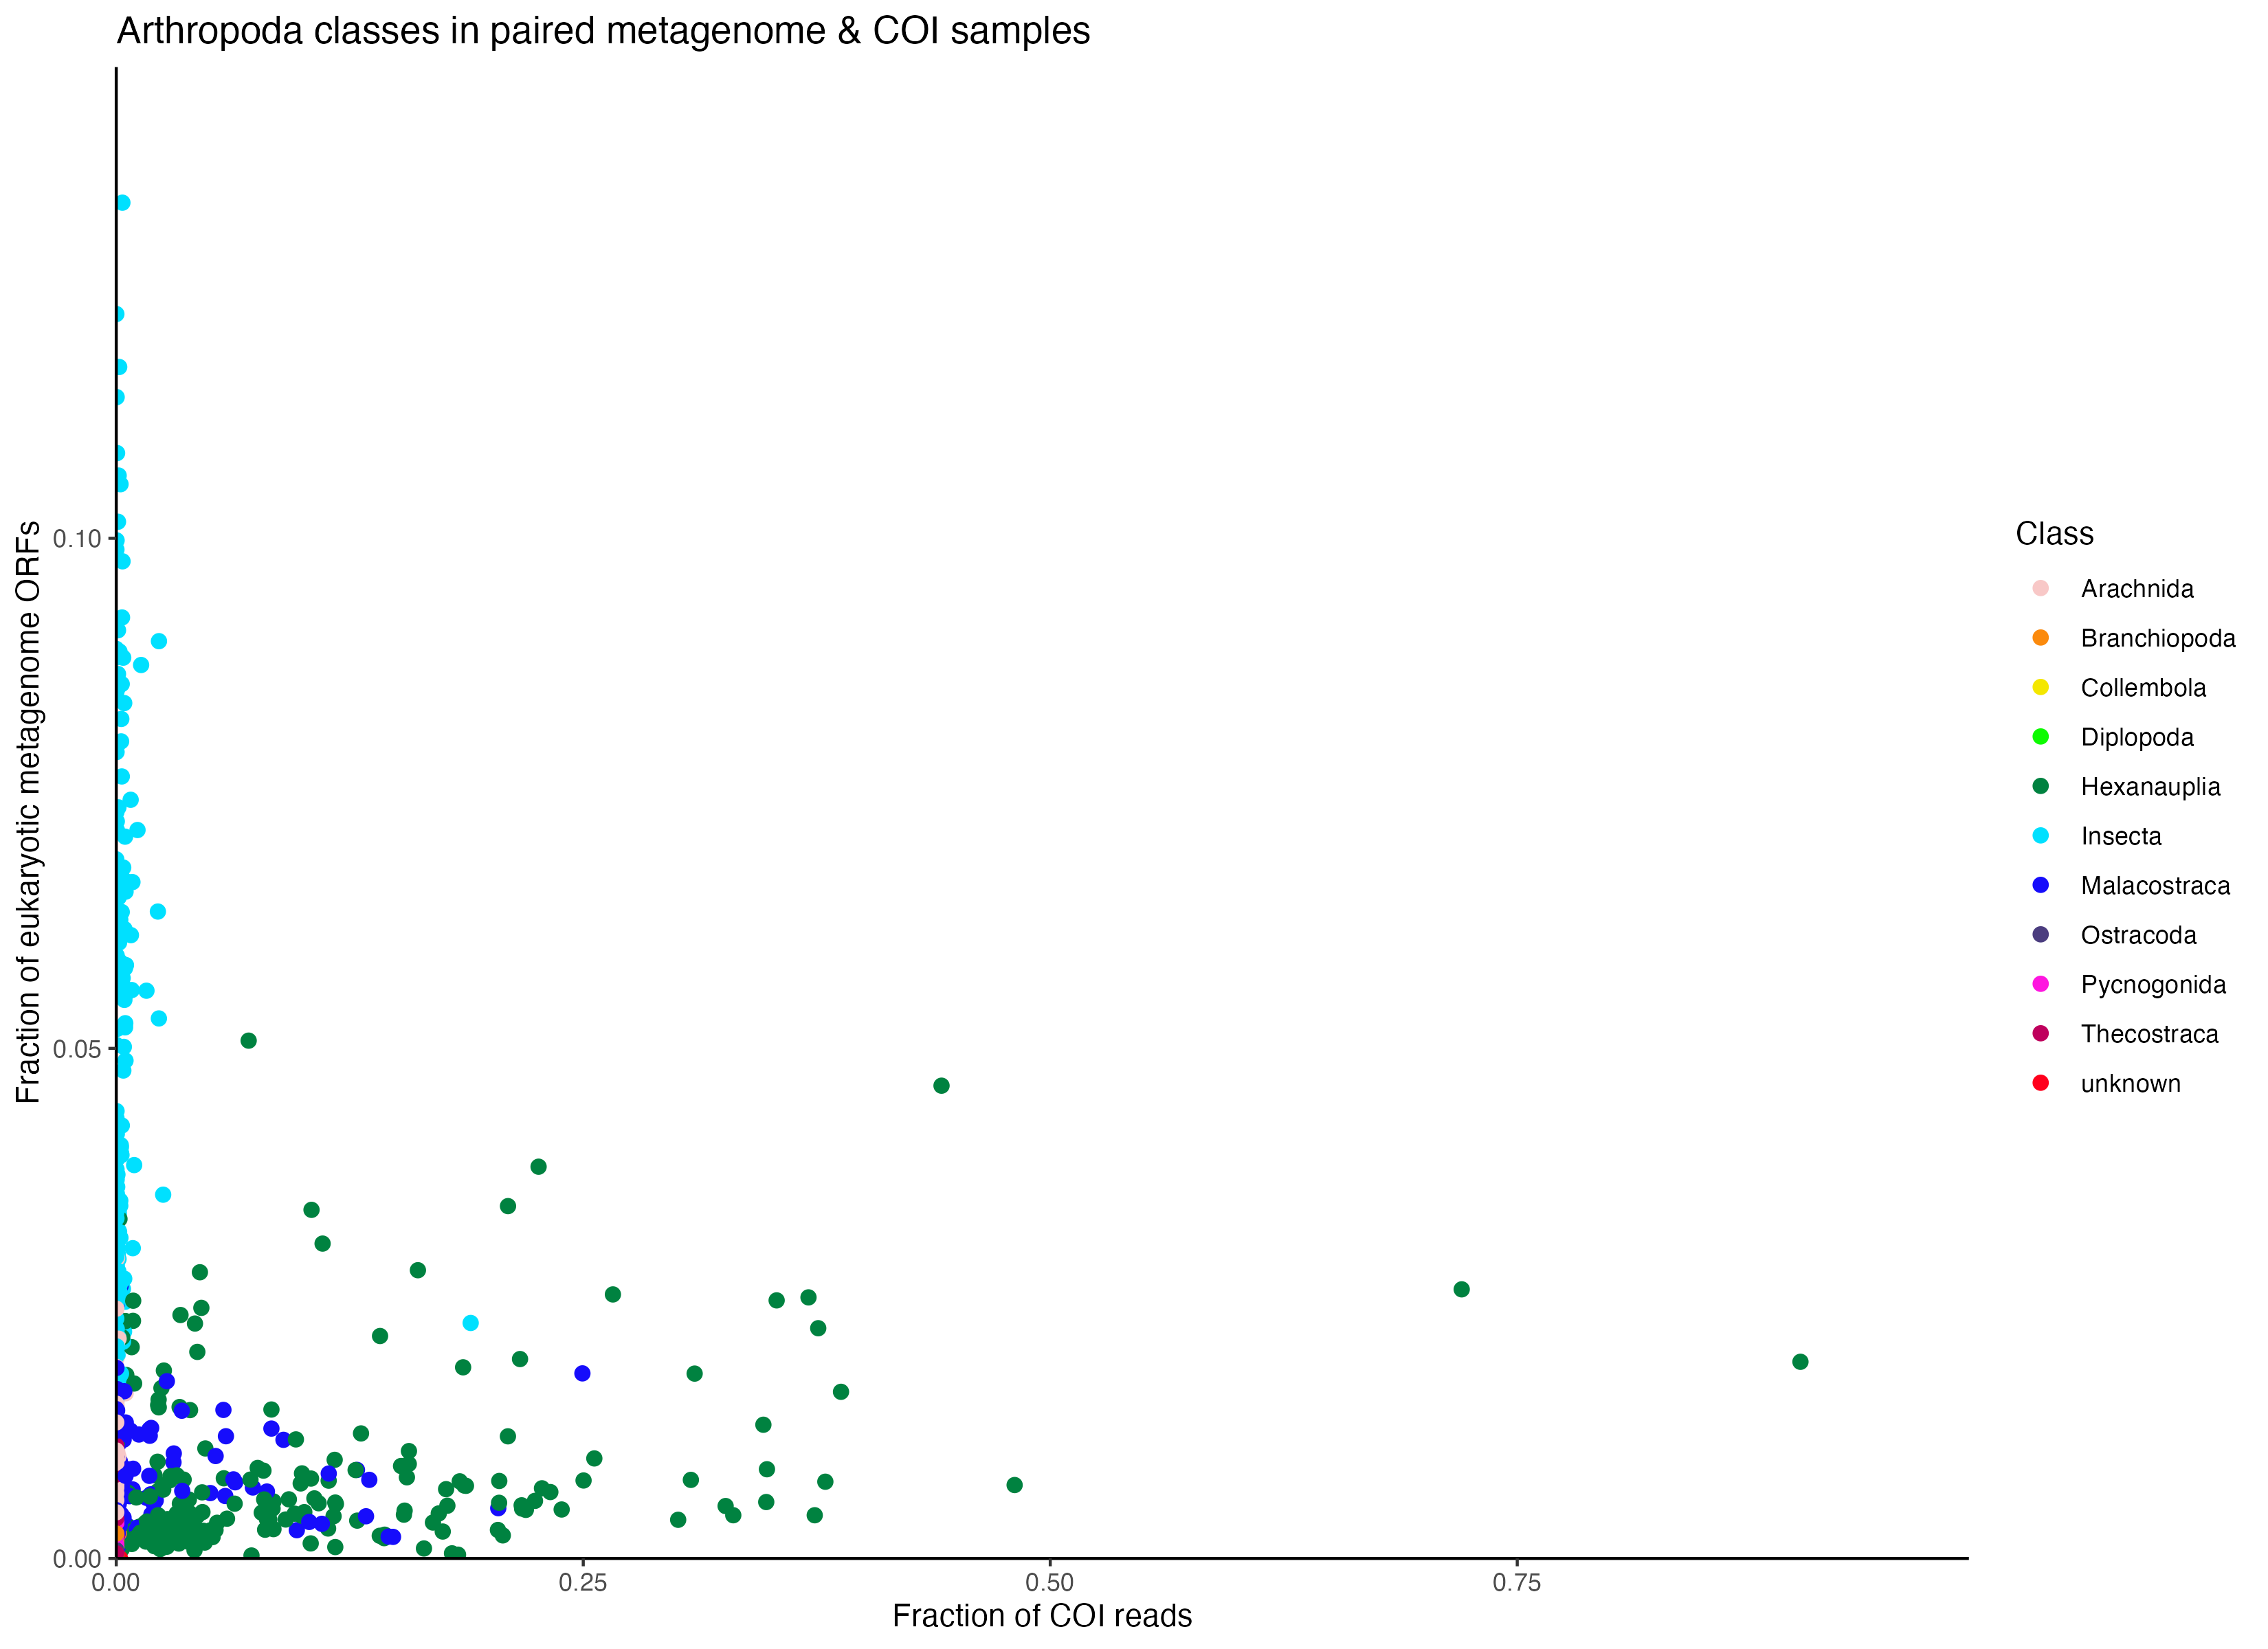 Arthropoda classes in paired metagenome & COI samples
Fraction of eukaryotic metagenome ORFs
0.10
0.05
0.00
0.00
0.25
0.50
0.75
Fraction of COI reads
Class
Arachnida
Branchiopoda
Collembola
Diplopoda
Hexanauplia
Insecta
Malacostraca
Ostracoda
Pycnogonida
Thecostraca
unknown